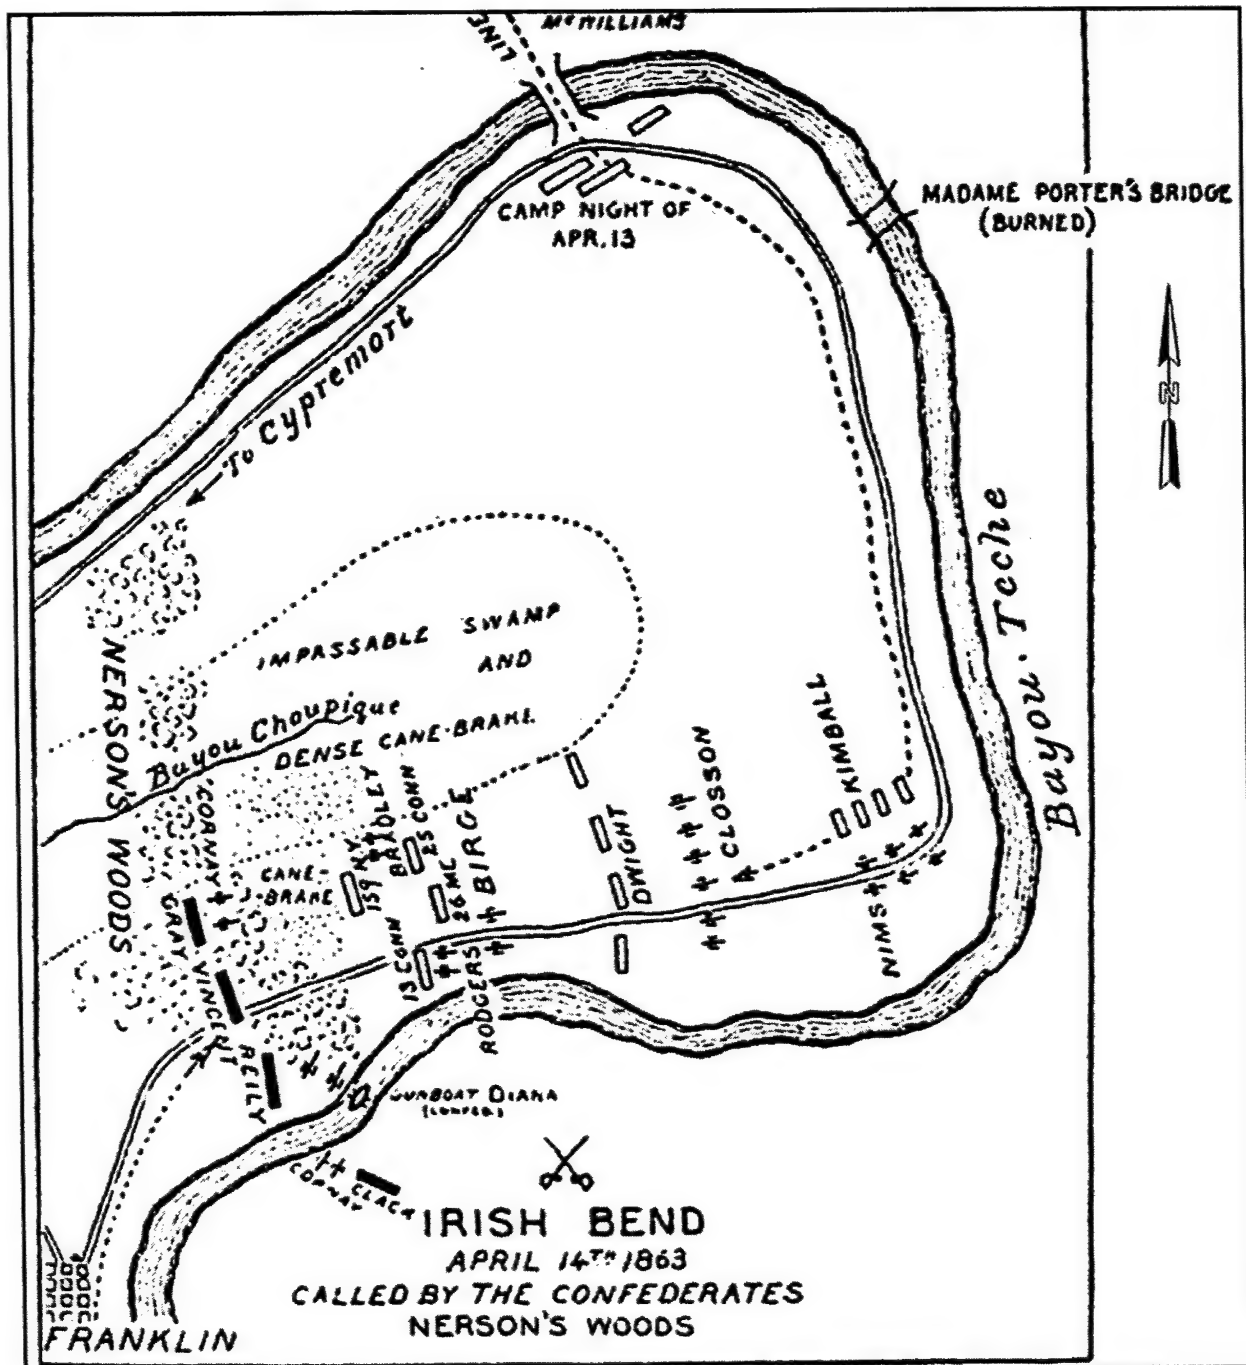 McWILLIAMS
LINE
CAMP NIGHT OF
APR. 13
MADAME PORTER'S BRIDGE
(BURNED)
N
To Cypremort
Bayou Teche
IMPASSABLE SWAMP
AND
DENSE CANE-BRAKE
Bayou Choupique
NERSON'S WOODS
CORNAY
GRAY
VINCENT
REILY
CANE-
BRAKE
159 N.Y.
BRADLEY
25 CONN
26 ME
BIRGE
13 CONN
RODGERS
DWIGHT
CLOSSON
KIMBALL
NIMS
GUNBOAT DIANA
(CONFED.)
CORNAY
CLACK
IRISH BEND
APRIL 14TH 1863
CALLED BY THE CONFEDERATES
NERSON'S WOODS
FRANKLIN